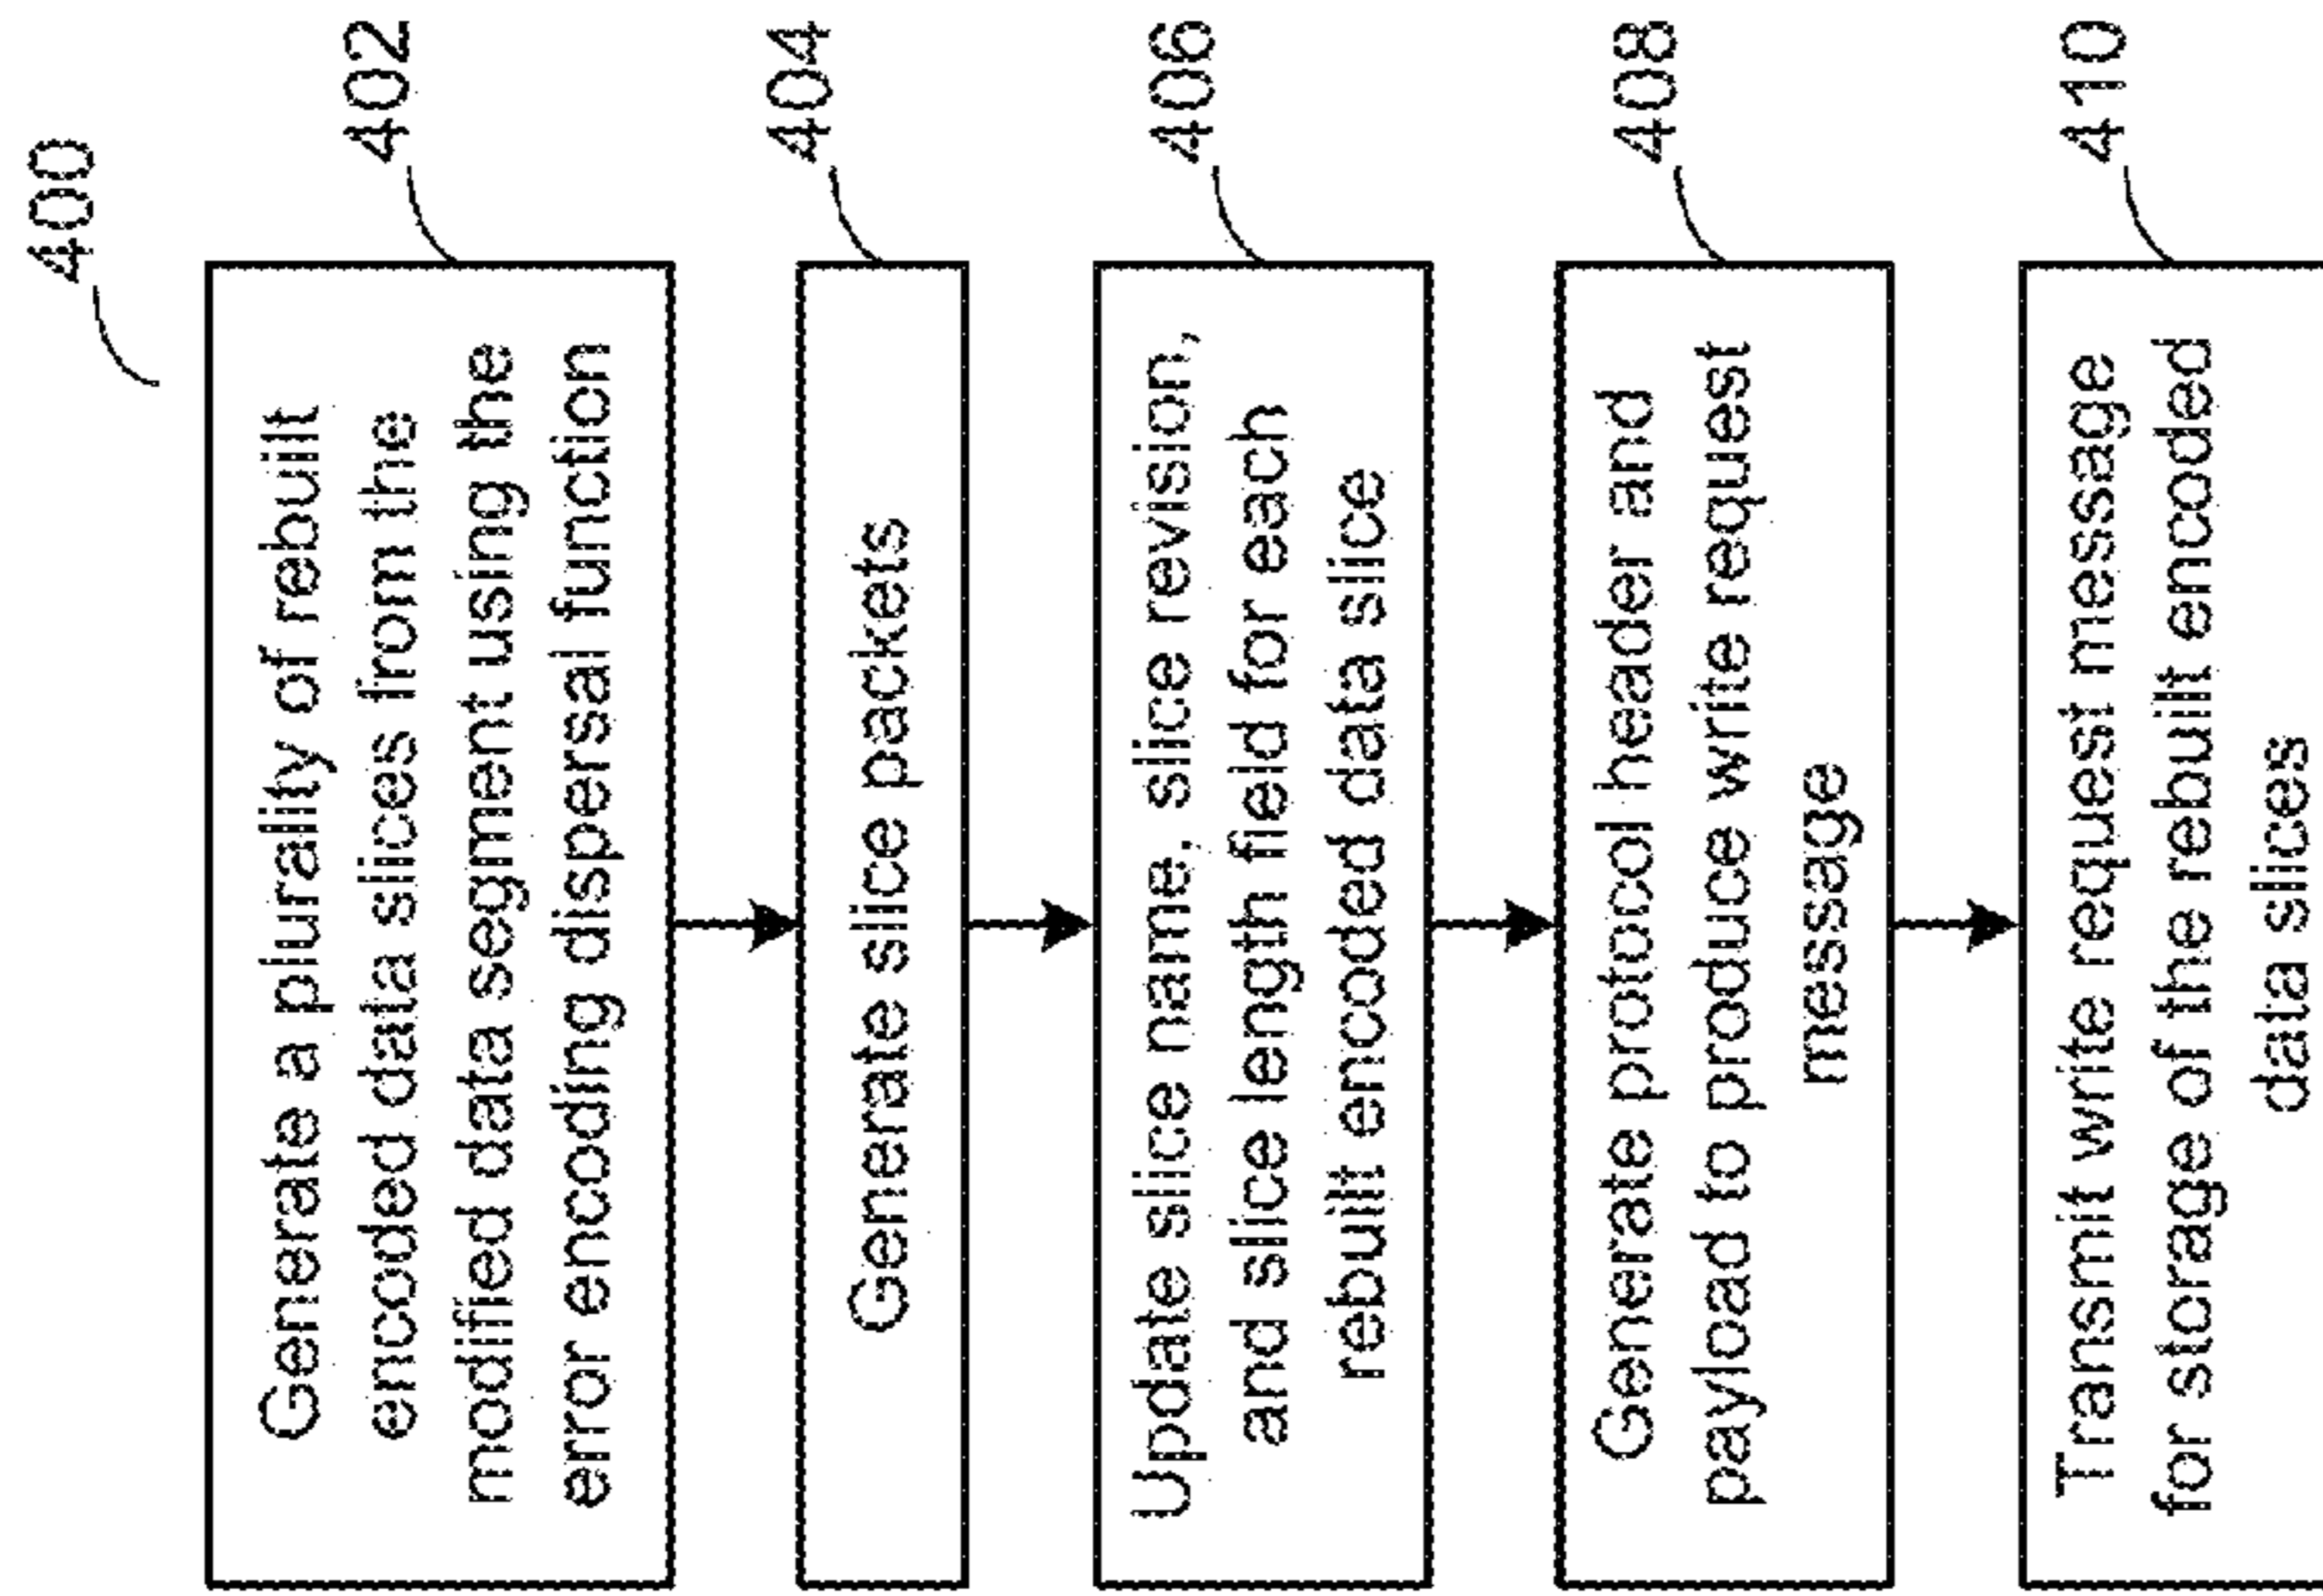 400
402
Generate a plurality of rebuilt
encoded data slices from the
modified data segment using the
error encoding dispersal function
404
Generate slice packets
406
Update slice name, slice revision,
and slice length field for each
rebuilt encoded data slice
408
Generate protocol header and
payload to produce write request
message
410
Transmit write request message
for storage of the rebuilt encoded
data slices